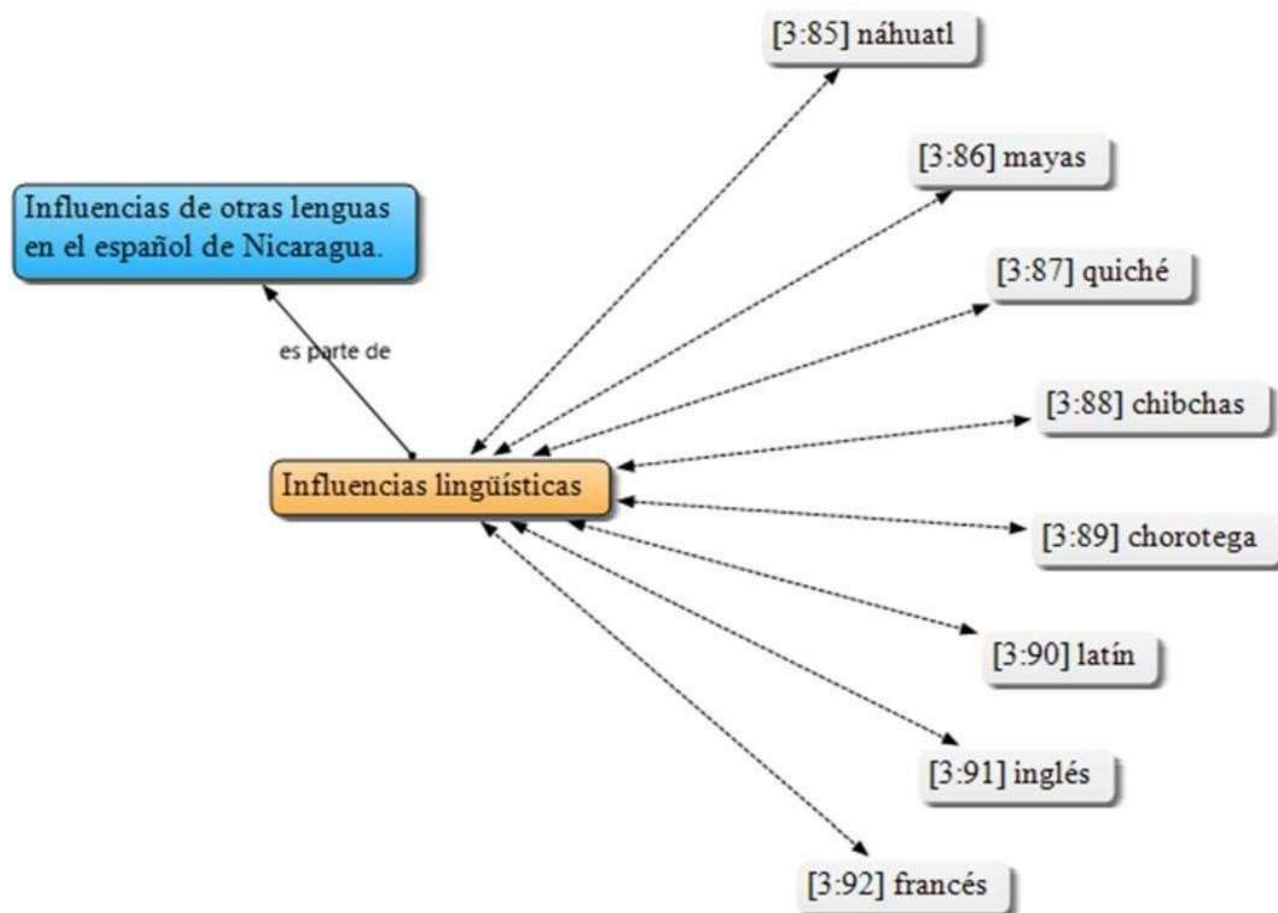 [3:85] náhuatl
[3:86] mayas
Influencias de otras lenguas
en el español de Nicaragua.
[3:87] quiché
es parte de
[3:88] chibchas
Influencias lingüísticas
[3:89] chorotega
[3:90] latín
[3:91] inglés
[3:92] francés